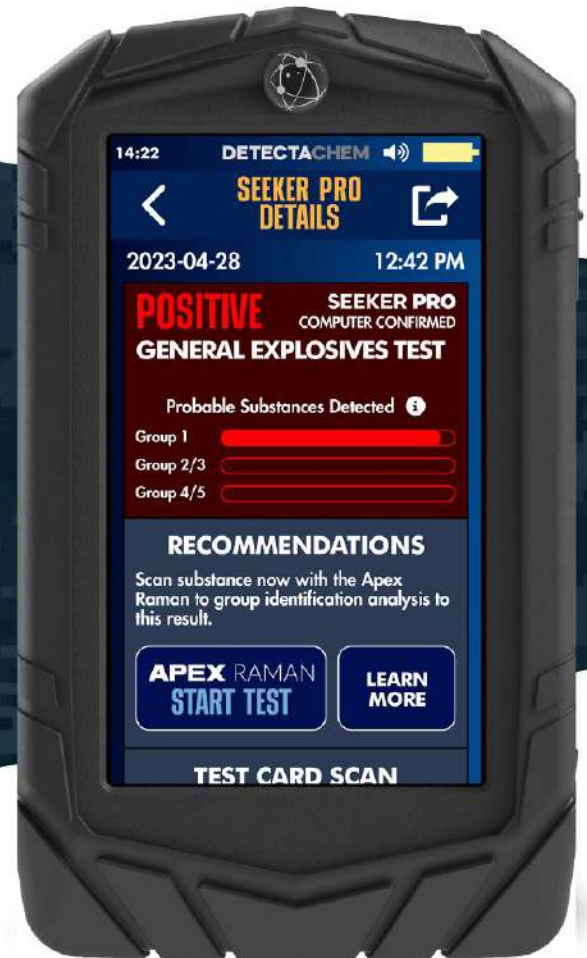 14:22 DETECTACHEM
SEEKER PRO
DETAILS
2023-04-28 12:42 PM
POSITIVE SEEKER PRO
COMPUTER CONFIRMED
GENERAL EXPLOSIVES TEST
Probable Substances Detected i
Group 1
Group 2/3
Group 4/5
RECOMMENDATIONS
Scan substance now with the Apex
Raman to group identification analysis to
this result.
APEX RAMAN
START TEST
LEARN
MORE
TEST CARD SCAN